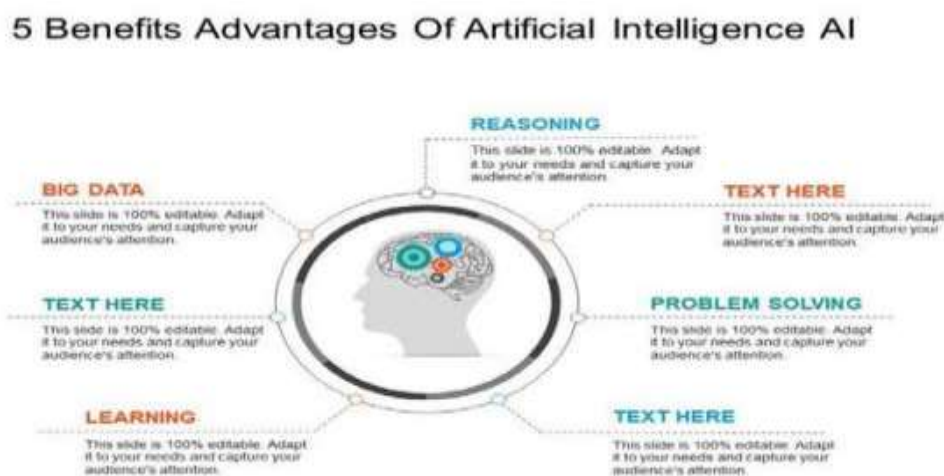 5 Benefits Advantages Of Artificial Intelligence AI
REASONING
This slide is 100% editable. Adapt
it to your needs and capture your
audience's attention.
BIG DATA
This slide is 100% editable. Adapt
it to your needs and capture your
audience's attention.
TEXT HERE
This slide is 100% editable. Adapt
it to your needs and capture your
audience's attention.
TEXT HERE
This slide is 100% editable. Adapt
it to your needs and capture your
audience's attention.
PROBLEM SOLVING
This slide is 100% editable. Adapt
it to your needs and capture your
audience's attention.
LEARNING
This slide is 100% editable. Adapt
it to your needs and capture your
audience's attention.
TEXT HERE
This slide is 100% editable. Adapt
it to your needs and capture your
audience's attention.